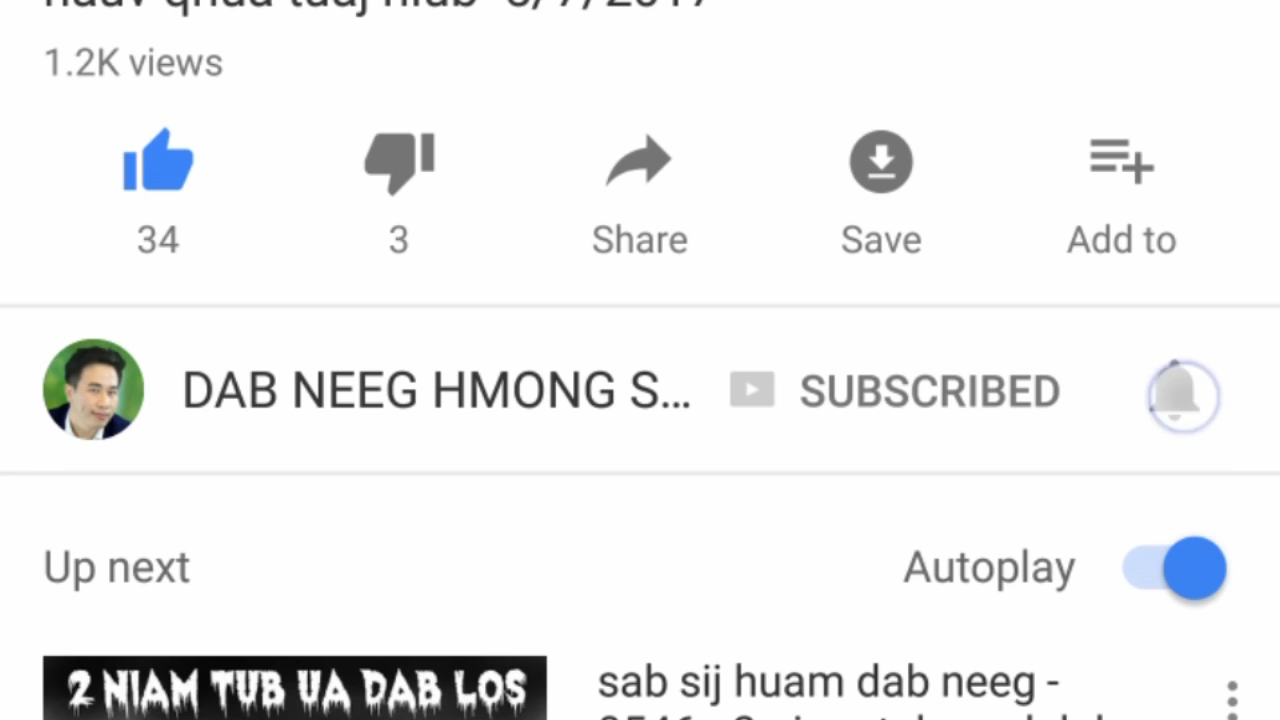 1.2K views
34
3
Share
Save
Add to
DAB NEEG HMONG S...
SUBSCRIBED
Up next
Autoplay
2 NIAM TUB UA DAB LOS
sab sij huam dab neeg -